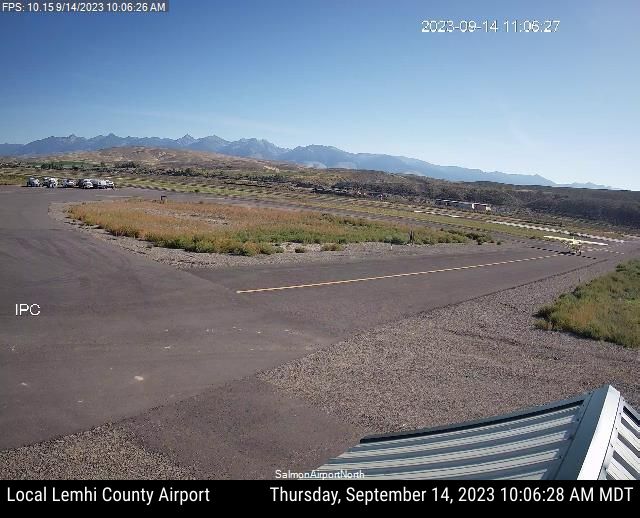 FPS: 10.15 9/14/2023 10:06:26 AM
2023-09-14 11:06:27
IPC
SalmonAirportNorth
Local Lemhi County Airport Thursday, September 14, 2023 10:06:28 AM MDT